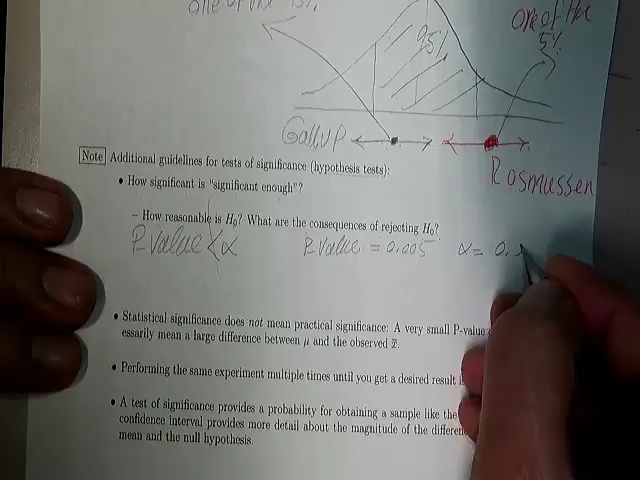 one of the 95%
one of the
5%
95%
Gallup
Rasmussen
Note Additional guidelines for tests of significance (hypothesis tests):
• How significant is "significant enough"?
– How reasonable is H₀? What are the consequences of rejecting H₀?
P value < α P value = 0.005 α = 0.
• Statistical significance does not mean practical significance: A very small P-value
essarily mean a large difference between μ and the observed x̅.
• Performing the same experiment multiple times until you get a desired result
• A test of significance provides a probability for obtaining a sample like the
confidence interval provides more detail about the magnitude of the
mean and the null hypothesis.